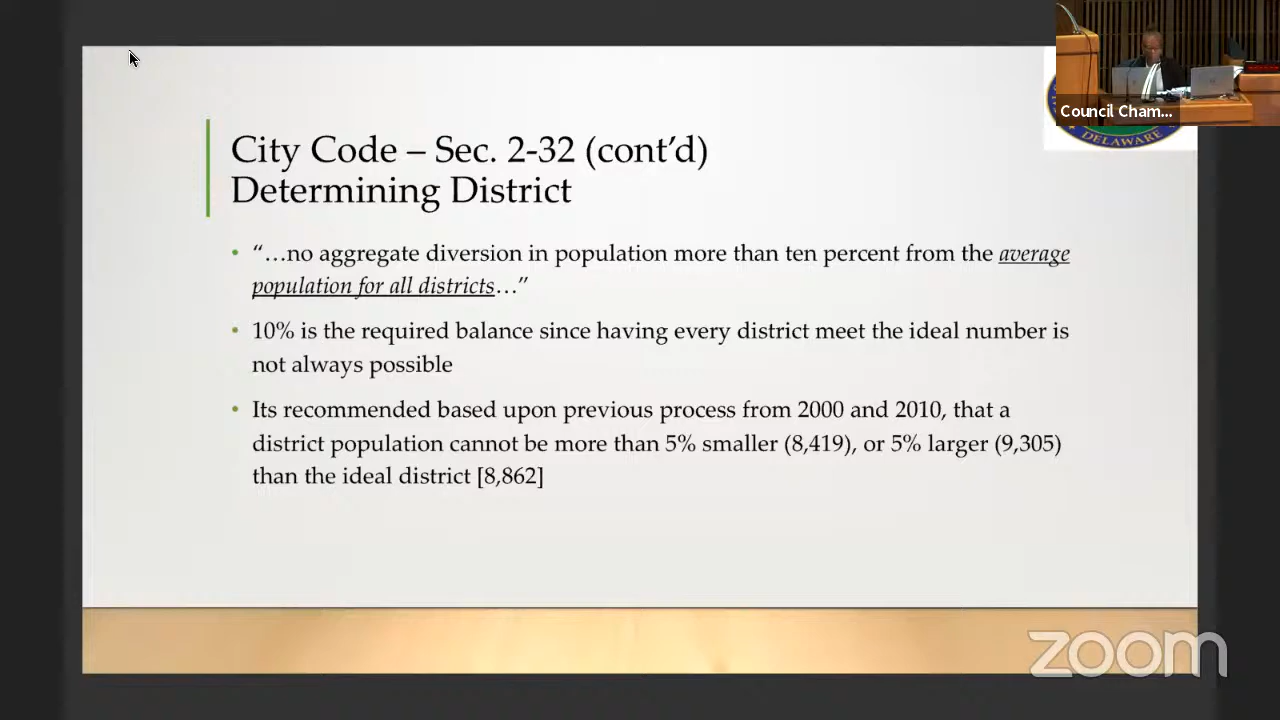 Council Cham...
DELAWARE
City Code – Sec. 2-32 (cont’d)
Determining District
• “…no aggregate diversion in population more than ten percent from the average
population for all districts…”
• 10% is the required balance since having every district meet the ideal number is
not always possible
• Its recommended based upon previous process from 2000 and 2010, that a
district population cannot be more than 5% smaller (8,419), or 5% larger (9,305)
than the ideal district [8,862]
zoom